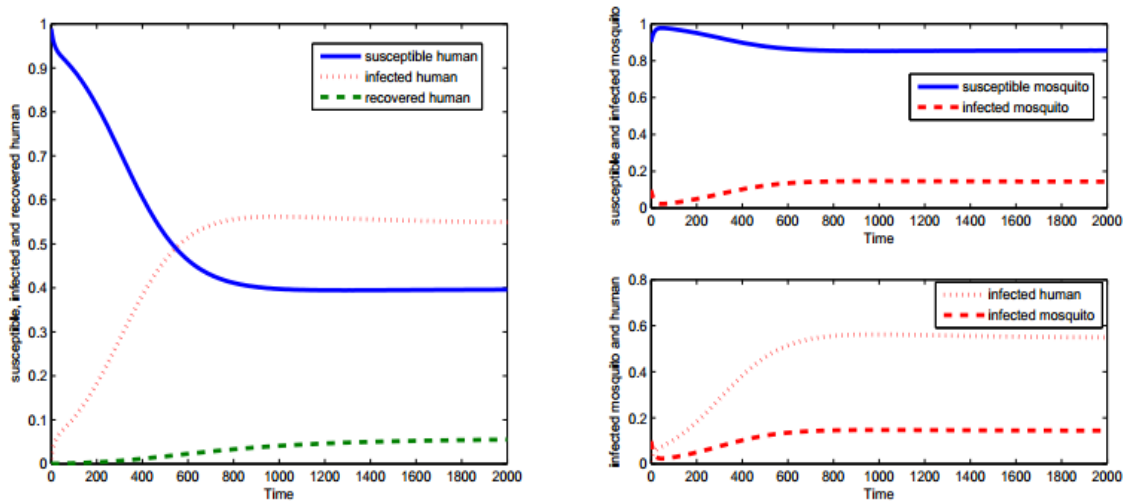 susceptible, infected and recovered human
1
0.9
0.8
0.7
0.6
0.5
0.4
0.3
0.2
0.1
0
susceptible human
infected human
recovered human
0 200 400 600 800 1000 1200 1400 1600 1800 2000
Time
susceptible and infected mosquito
1
0.8
0.6
0.4
0.2
0
susceptible mosquito
infected mosquito
0 200 400 600 800 1000 1200 1400 1600 1800 2000
Time
infected mosquito and human
0.8
0.6
0.4
0.2
0
infected human
infected mosquito
0 200 400 600 800 1000 1200 1400 1600 1800 2000
Time